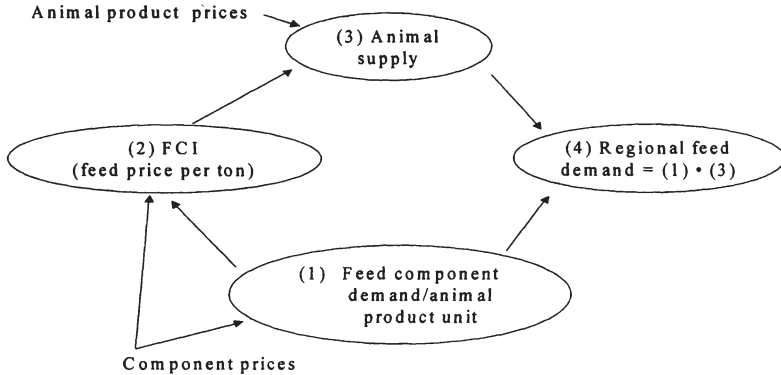 Animal product prices
(3) Animal
supply
(2) FCI
(feed price per ton)
(4) Regional feed
demand = (1) • (3)
(1) Feed component
demand/animal
product unit
Component prices